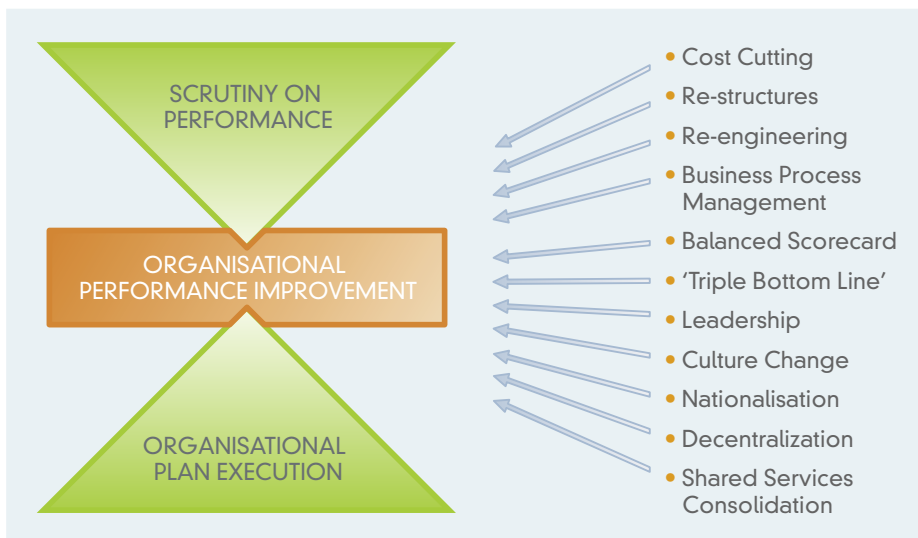 SCRUTINY ON
PERFORMANCE
ORGANISATIONAL
PERFORMANCE IMPROVEMENT
ORGANISATIONAL
PLAN EXECUTION
• Cost Cutting
• Re-structures
• Re-engineering
• Business Process
Management
• Balanced Scorecard
• ‘Triple Bottom Line’
• Leadership
• Culture Change
• Nationalisation
• Decentralization
• Shared Services
Consolidation